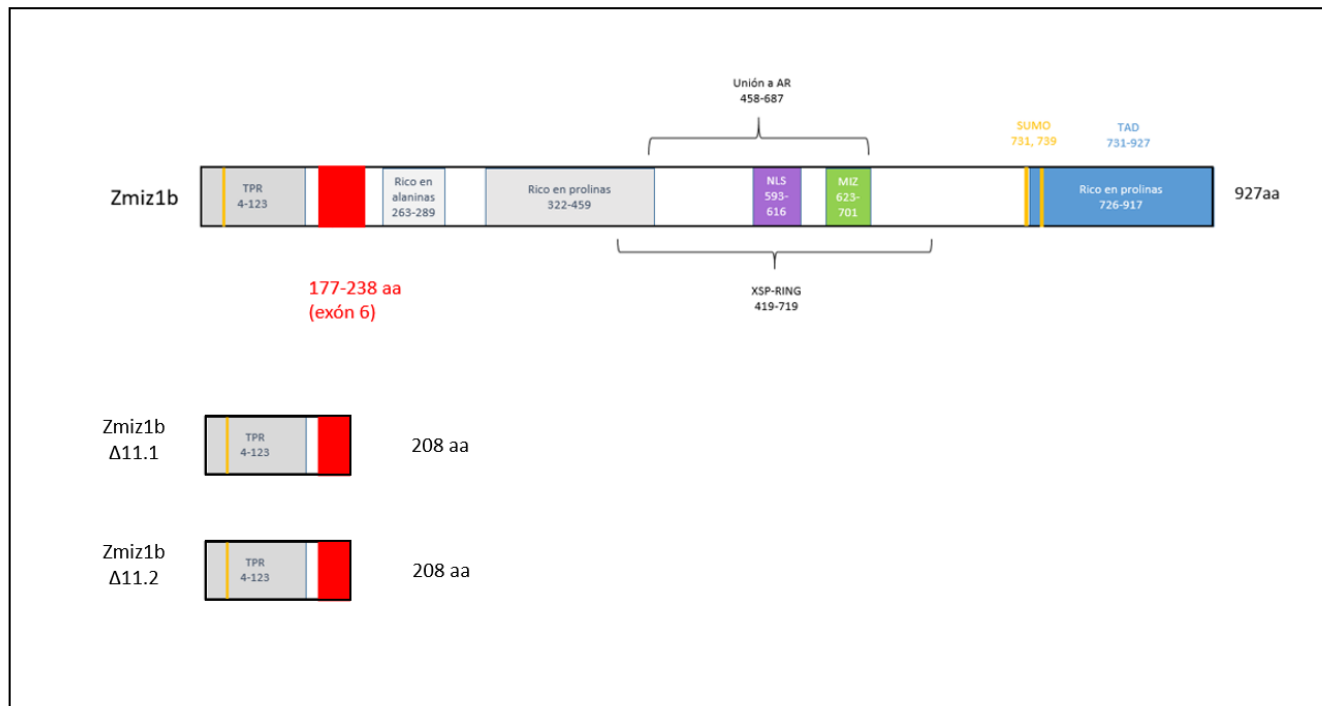 Unión a AR
458-687
SUMO
731, 739
TAD
731-927
Zmiz1b
TPR
4-123
Rico en
alaninas
263-289
Rico en prolinas
322-459
NLS
593-
616
MIZ
623-
701
Rico en prolinas
726-917
927aa
177-238 aa
(exón 6)
XSP-RING
419-719
Zmiz1b
Δ11.1
TPR
4-123
208 aa
Zmiz1b
Δ11.2
TPR
4-123
208 aa